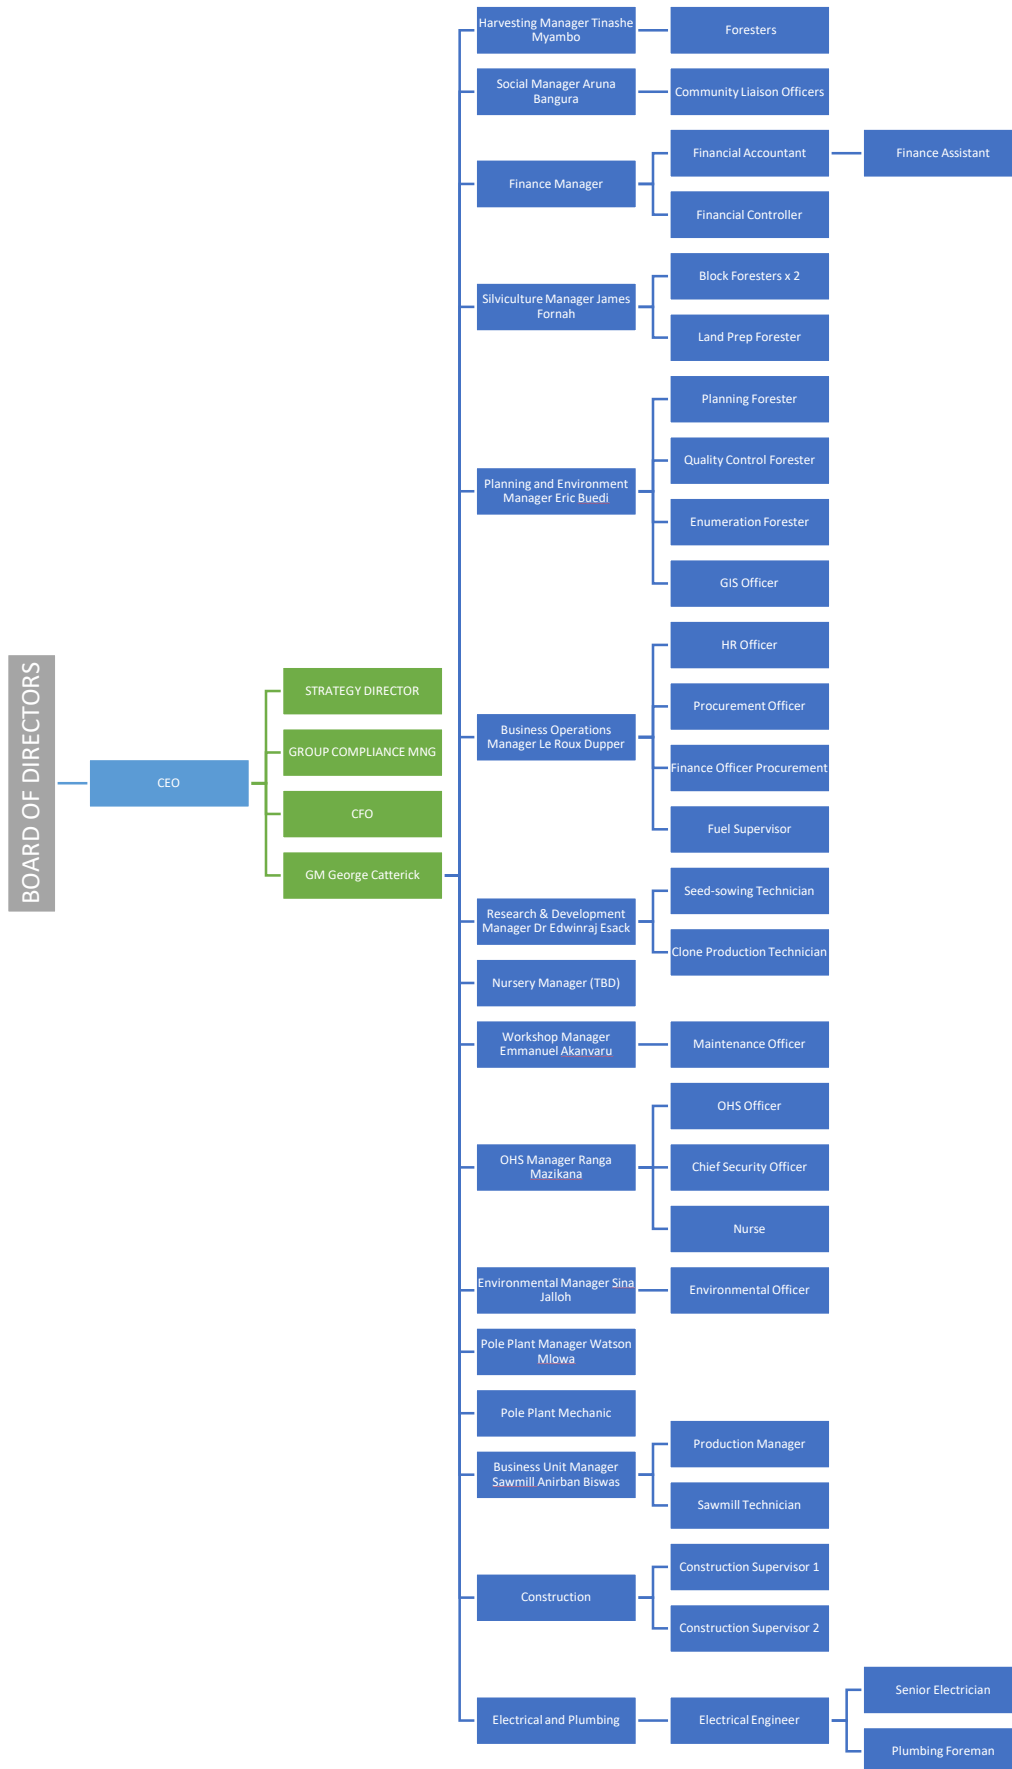 BOARD OF DIRECTORS
CEO
STRATEGY DIRECTOR
GROUP COMPLIANCE MNG
CFO
GM George Catterick
Harvesting Manager Tinashe
Myambo
Foresters
Social Manager Aruna
Bangura
Community Liaison Officers
Finance Manager
Financial Accountant
Finance Assistant
Financial Controller
Silviculture Manager James
Fornah
Block Foresters x 2
Land Prep Forester
Planning and Environment
Manager Eric Buedi
Planning Forester
Quality Control Forester
Enumeration Forester
GIS Officer
Business Operations
Manager Le Roux Dupper
HR Officer
Procurement Officer
Finance Officer Procurement
Fuel Supervisor
Research & Development
Manager Dr Edwinraj Esack
Seed-sowing Technician
Clone Production Technician
Nursery Manager (TBD)
Workshop Manager
Emmanuel Akanvaru
Maintenance Officer
OHS Manager Ranga
Mazikana
OHS Officer
Chief Security Officer
Nurse
Environmental Manager Sina
Jalloh
Environmental Officer
Pole Plant Manager Watson
Mlowa
Pole Plant Mechanic
Business Unit Manager
Sawmill Anirban Biswas
Production Manager
Sawmill Technician
Construction
Construction Supervisor 1
Construction Supervisor 2
Electrical and Plumbing
Electrical Engineer
Senior Electrician
Plumbing Foreman